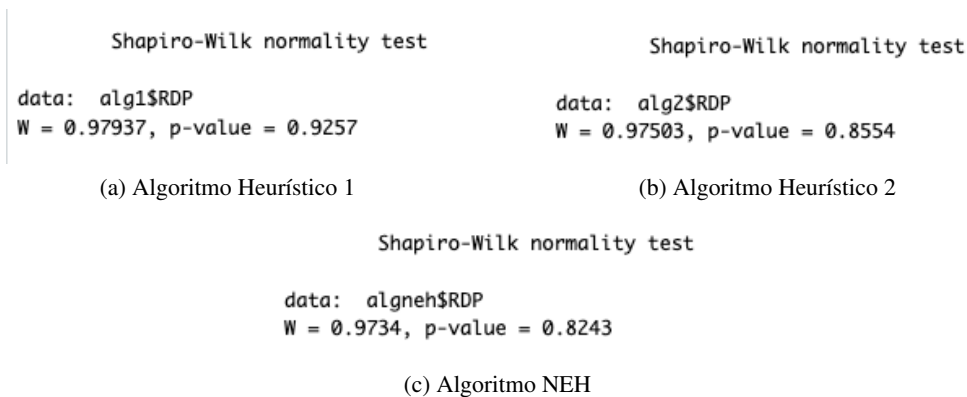 Shapiro-Wilk normality test
data:  alg1$RDP
W = 0.97937, p-value = 0.9257
(a) Algoritmo Heurístico 1
Shapiro-Wilk normality test
data:  alg2$RDP
W = 0.97503, p-value = 0.8554
(b) Algoritmo Heurístico 2
Shapiro-Wilk normality test
data:  algneh$RDP
W = 0.9734, p-value = 0.8243
(c) Algoritmo NEH